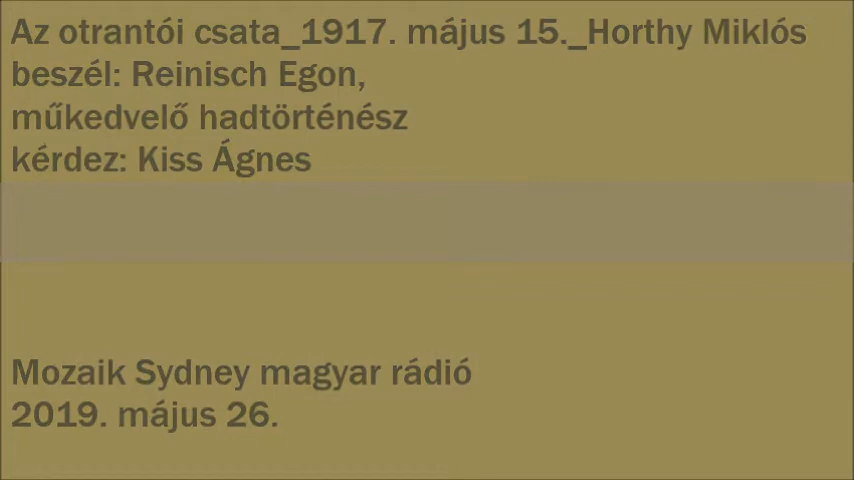 Az otrantói csata_1917. május 15._Horthy Miklós
beszél: Reinisch Egon,
műkedvelő hadtörténész
kérdez: Kiss Ágnes
Mozaik Sydney magyar rádió
2019. május 26.